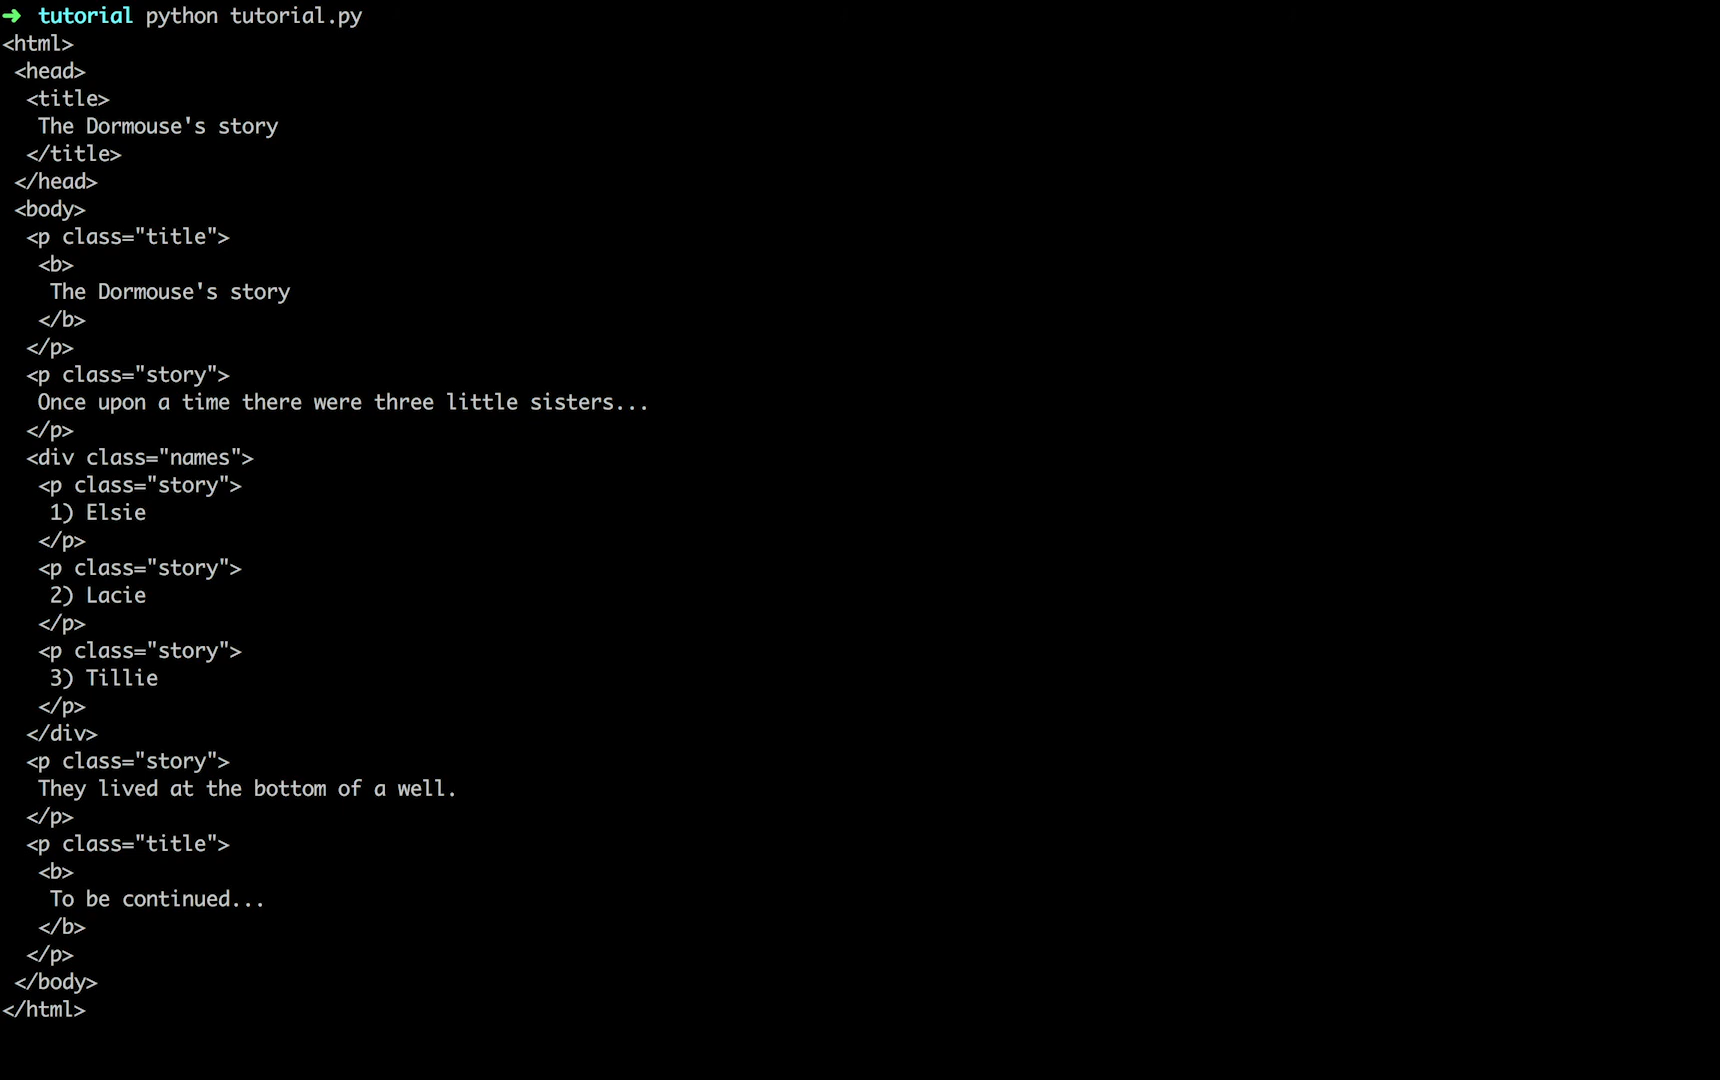 ➜ tutorial python tutorial.py
<html>
 <head>
  <title>
   The Dormouse's story
  </title>
 </head>
 <body>
  <p class="title">
   <b>
    The Dormouse's story
   </b>
  </p>
  <p class="story">
   Once upon a time there were three little sisters...
  </p>
  <div class="names">
   <p class="story">
    1) Elsie
   </p>
   <p class="story">
    2) Lacie
   </p>
   <p class="story">
    3) Tillie
   </p>
  </div>
  <p class="story">
   They lived at the bottom of a well.
  </p>
  <p class="title">
   <b>
    To be continued...
   </b>
  </p>
 </body>
</html>